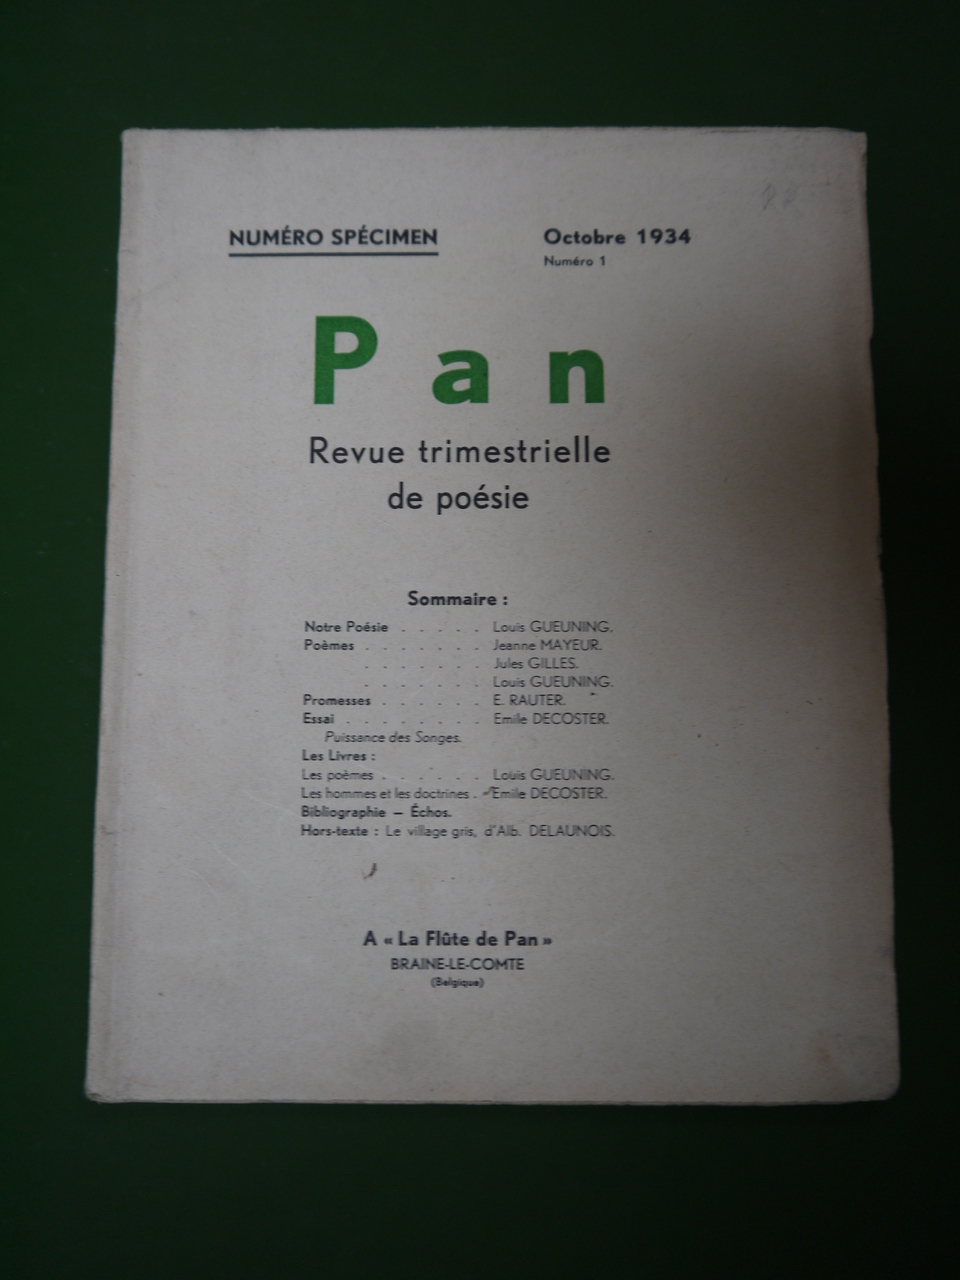 NUMÉRO SPÉCIMEN
Octobre 1934
Numéro 1
Pan
Revue trimestrielle
de poésie
Sommaire :
Notre Poésie . . . . . Louis GUEUNING.
Poèmes . . . . . . . Jeanne MAYEUR.
. . . . . . . Jules GILLES.
. . . . . . . Louis GUEUNING.
Promesses . . . . . . E. RAUTER.
Essai . . . . . . . . Emile DECOSTER.
Puissance des Songes.
Les Livres :
Les poèmes . . . . . . Louis GUEUNING.
Les hommes et les doctrines . Emile DECOSTER.
Bibliographie — Échos.
Hors-texte : Le village gris, d'Alb. DELAUNOIS.
A « La Flûte de Pan »
BRAINE-LE-COMTE
(Belgique)